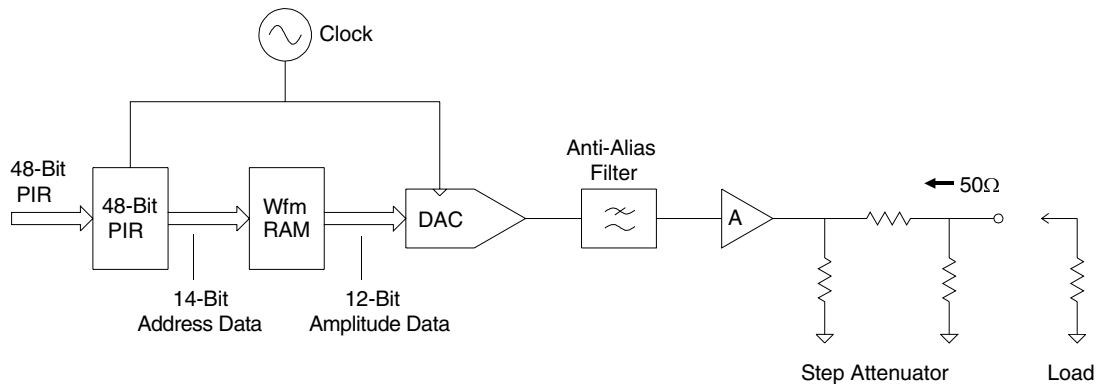 Clock
48-Bit
PIR
48-Bit
PIR
Wfm
RAM
DAC
Anti-Alias
Filter
A
50Ω
14-Bit
Address Data
12-Bit
Amplitude Data
Step Attenuator
Load